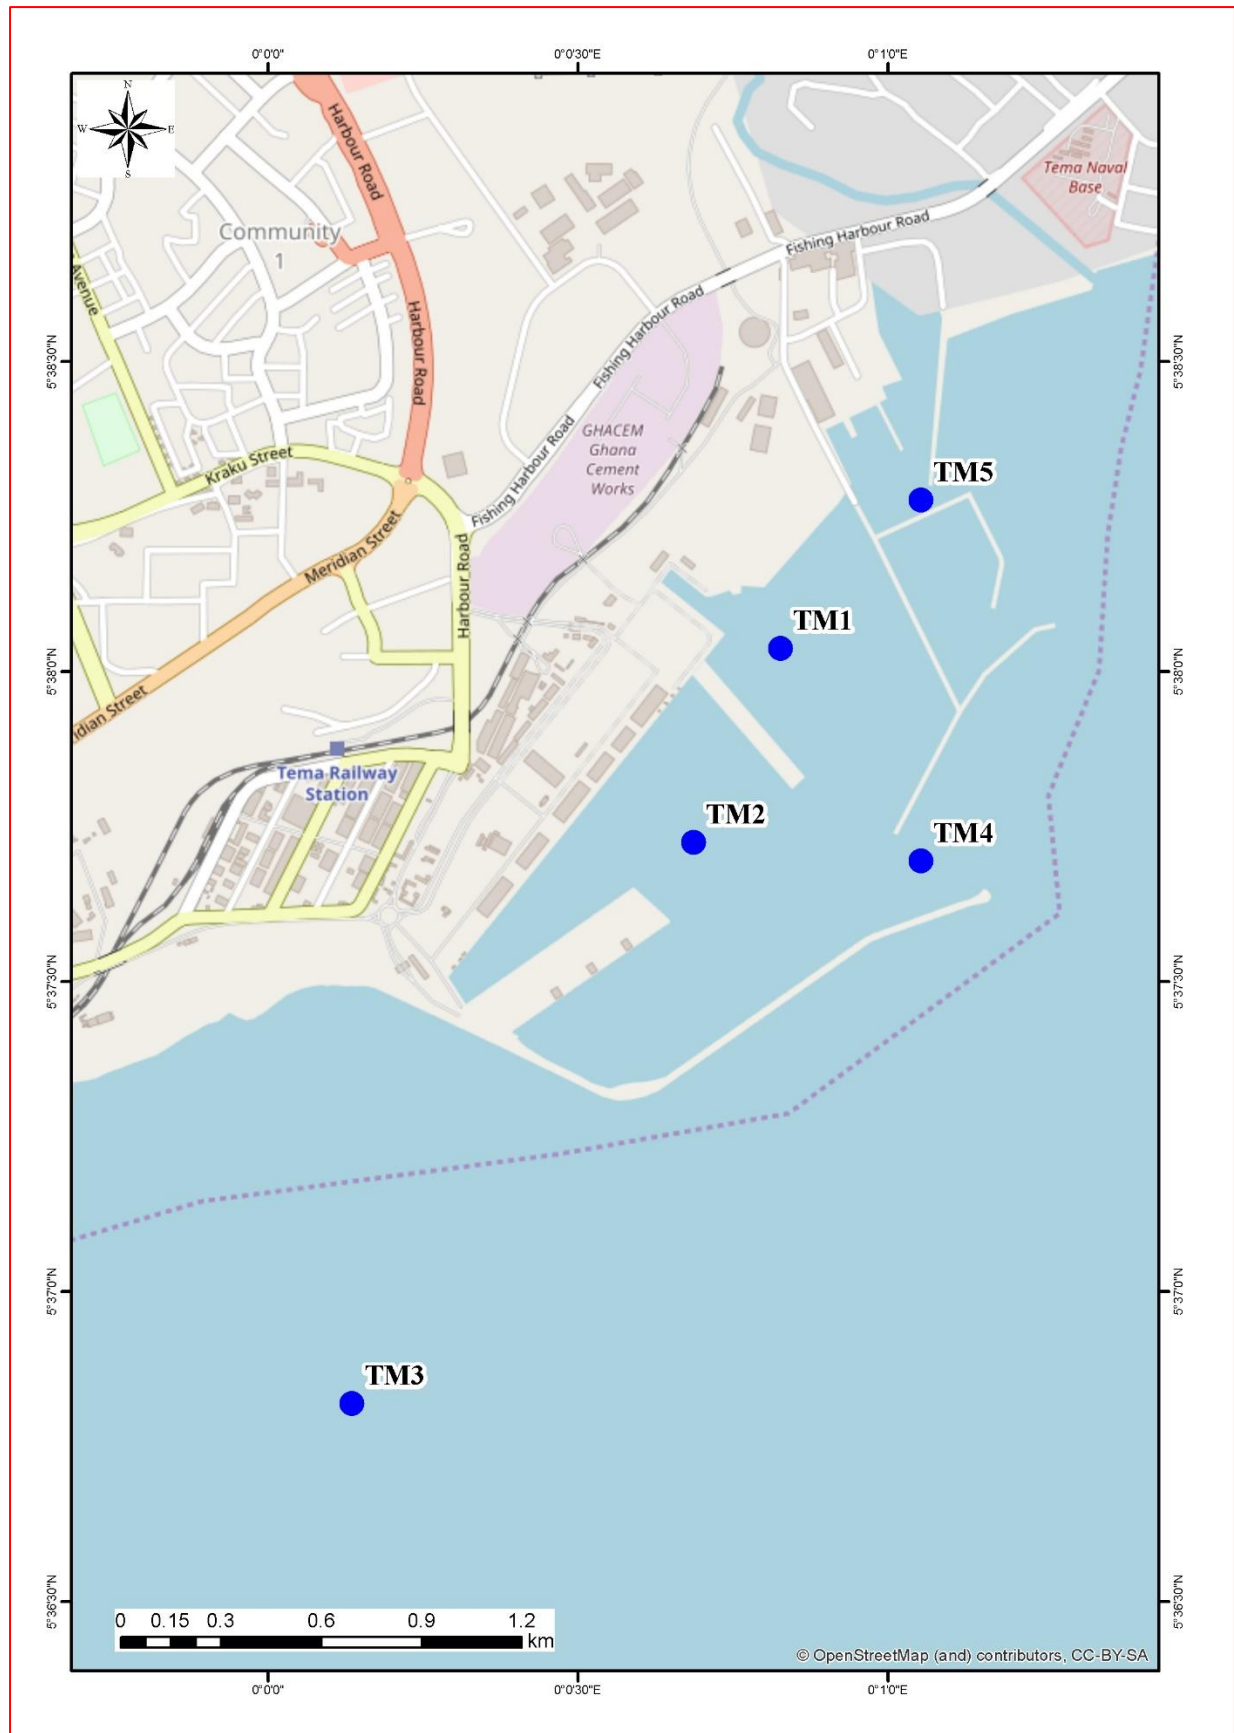 0°0'0"
0°0'30"E
0°1'0"E
N
W
E
S
Harbour Road
Tema Naval
Base
Community
1
Fishing Harbour Road
Avenue
Harbour Road
Fishing Harbour Road
5°38'30"N
5°38'30"N
GHACEM
Ghana
Cement
Works
Kraku Street
Fishing Harbour Road
TM5
Meridian Street
Harbour Road
TM1
5°38'0"N
5°38'0"N
idian Street
Tema Railway
Station
TM2
TM4
5°37'30"N
5°37'30"N
5°37'0"N
5°37'0"N
TM3
5°36'30"N
5°36'30"N
0 0.15 0.3 0.6 0.9 1.2
km
© OpenStreetMap (and) contributors, CC-BY-SA
0°0'0"
0°0'30"E
0°1'0"E